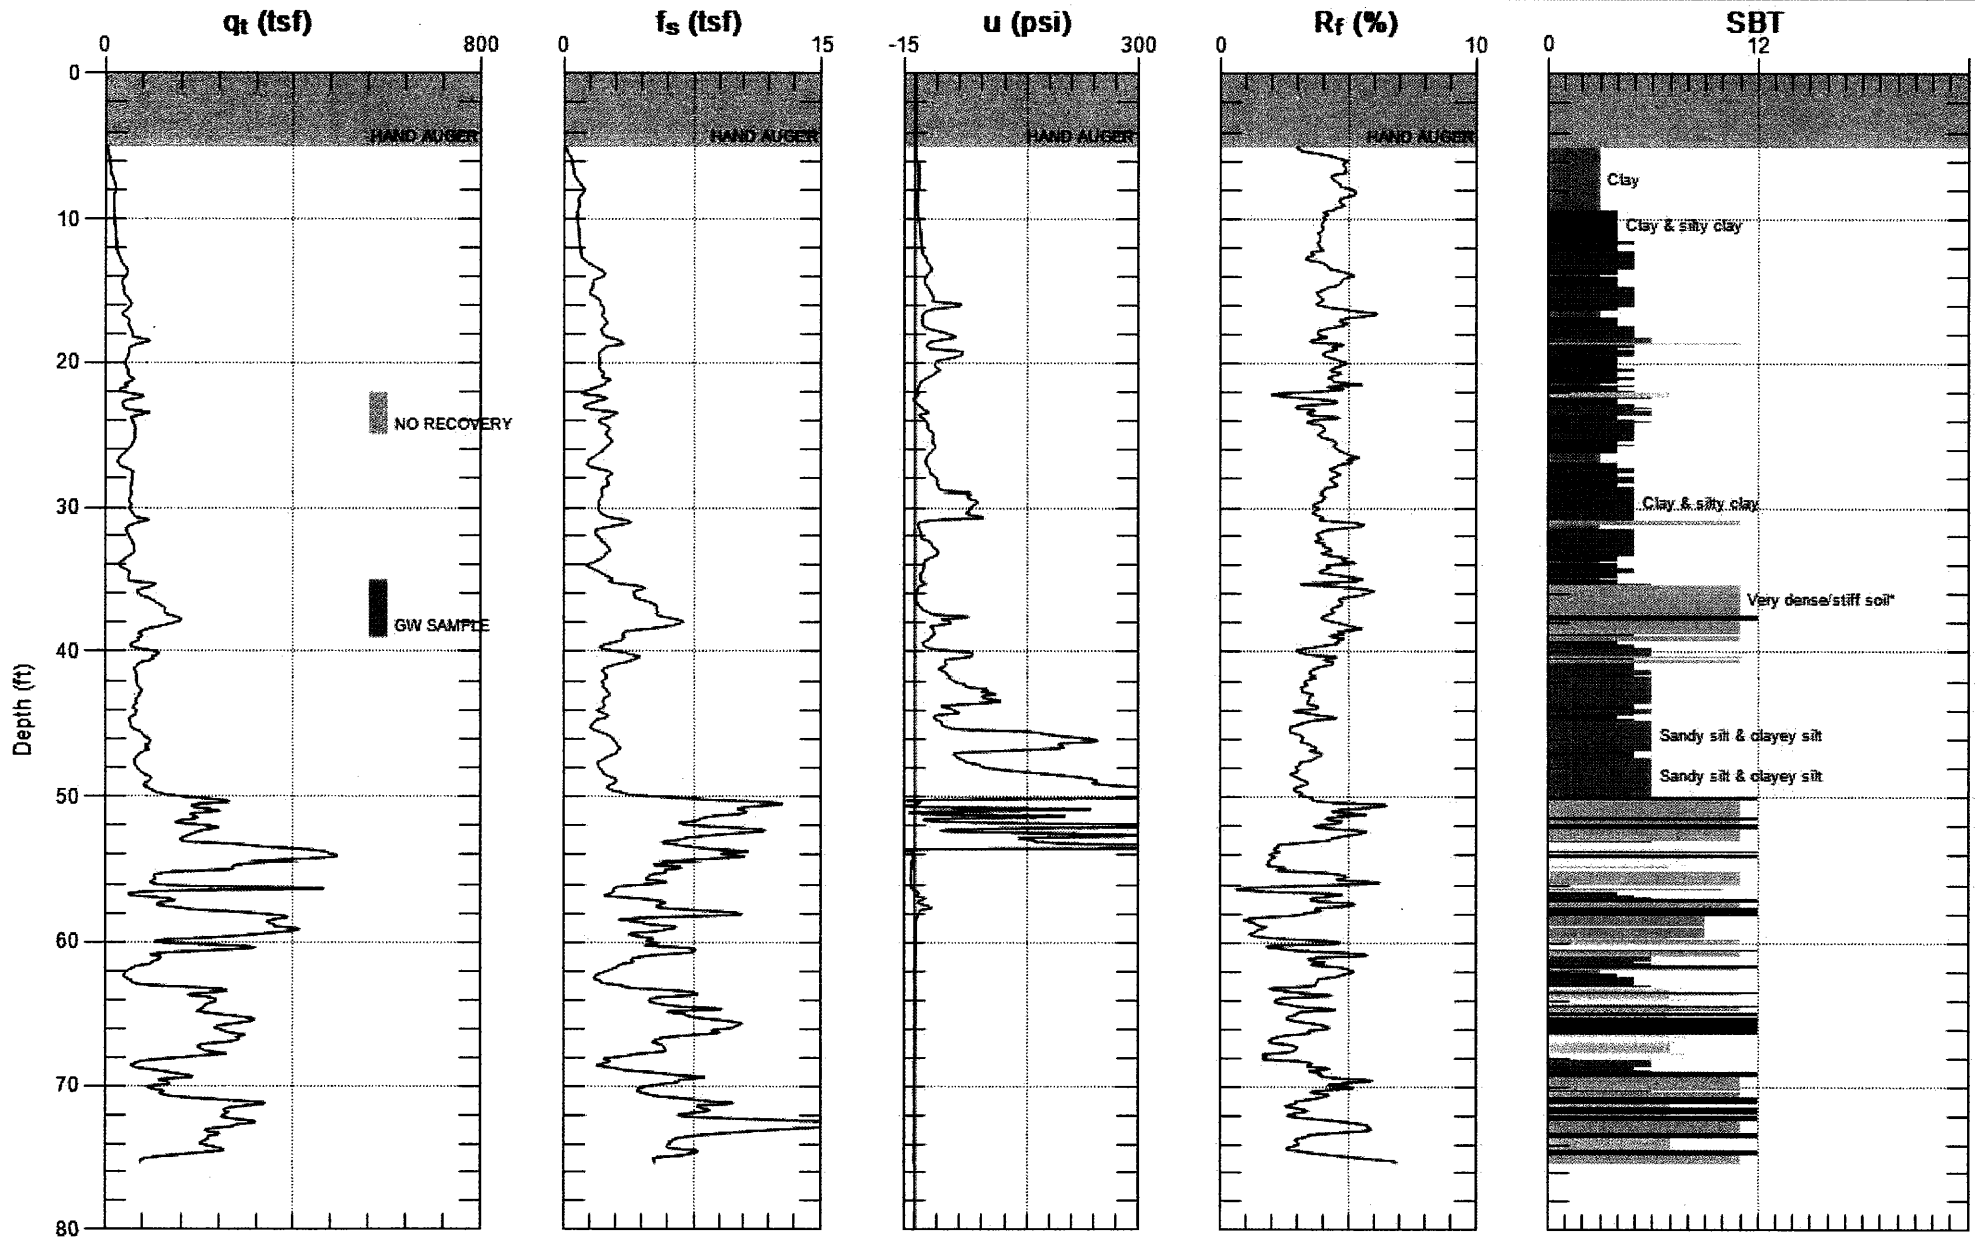 qt (tsf) fs (tsf) u (psi) Rf (%) SBT
0 800 0 15 -15 300 0 10 0 12
0
HAND AUGER HAND AUGER HAND AUGER HAND AUGER
Clay
10
Clay & silty clay
20
NO RECOVERY
30
Clay & silty clay
Very dense/stiff soil*
GW SAMPLE
40
Depth (ft)
Sandy silt & clayey silt
Sandy silt & clayey silt
50
60
70
80